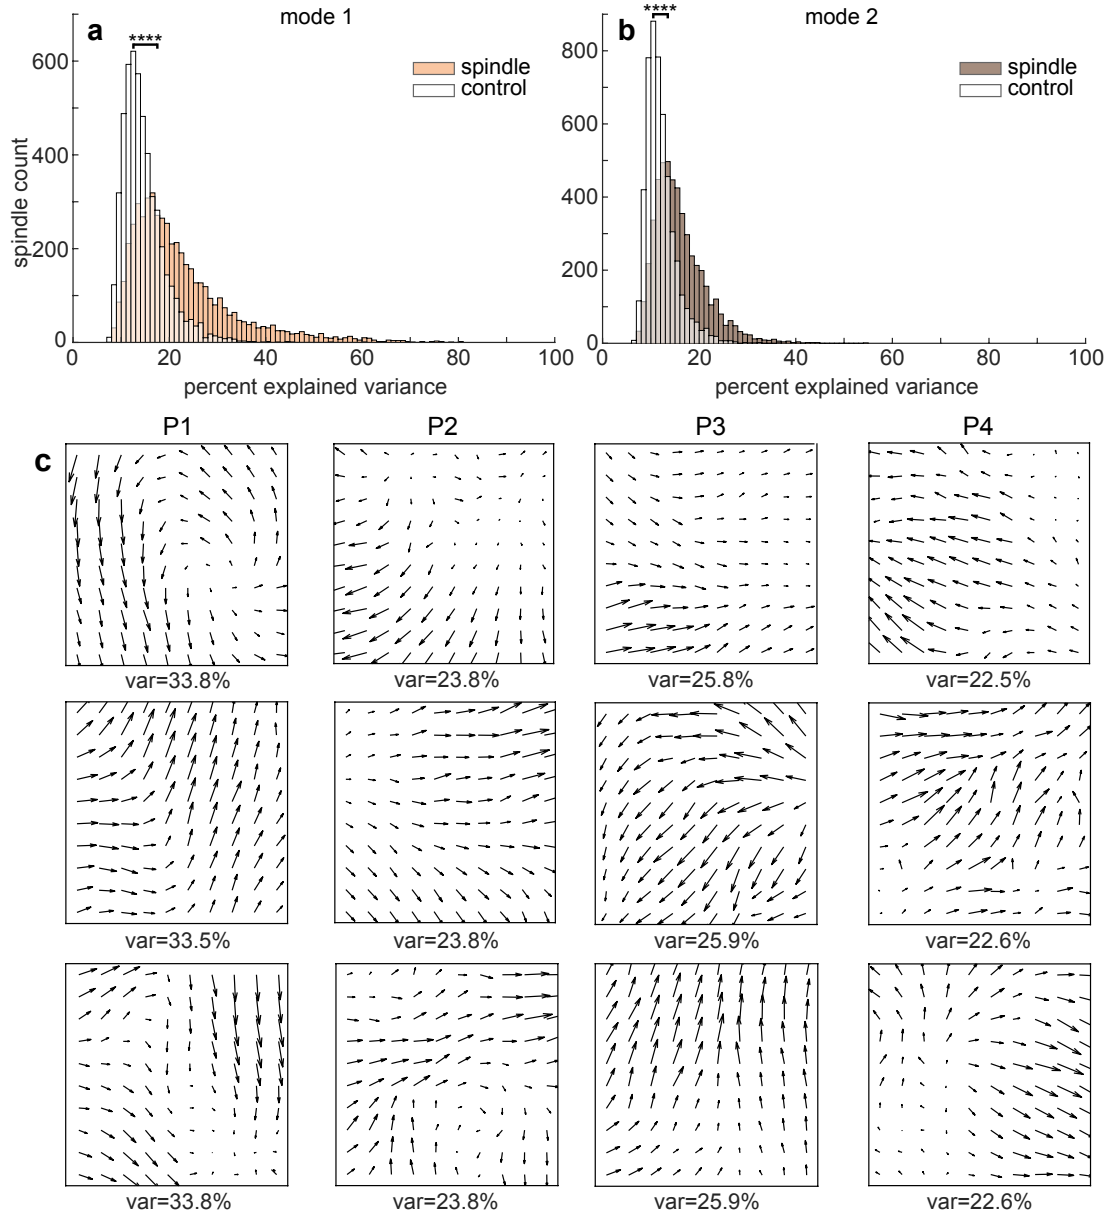 a
mode 1
****
spindle
control
600
400
200
0
spindle count
0 20 40 60 80 100
percent explained variance
b
mode 2
****
spindle
control
800
600
400
200
0
0 20 40 60 80 100
percent explained variance
c
P1 P2 P3 P4
var=33.8% var=23.8% var=25.8% var=22.5%
var=33.5% var=23.8% var=25.9% var=22.6%
var=33.8% var=23.8% var=25.9% var=22.6%